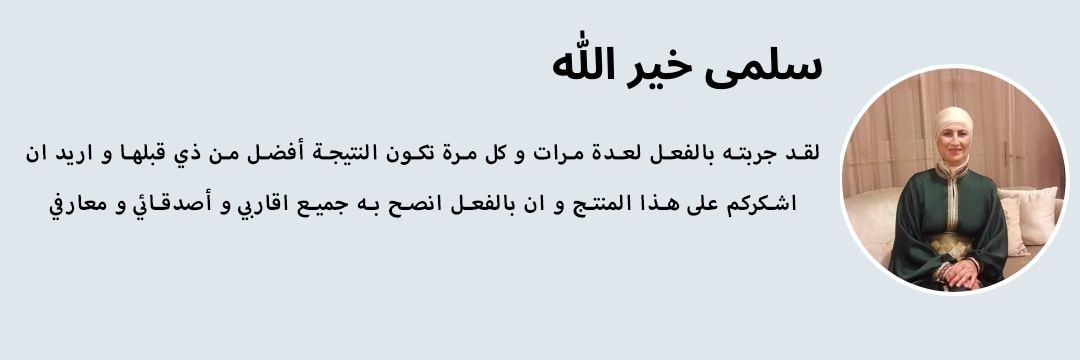 سلمى خير الله
لقد جربته بالفعل لعدة مرات و كل مرة تكون النتيجة أفضل من ذي قبلها و اريد ان
اشكركم على هذا المنتج و ان بالفعل انصح به جميع اقاربي و أصدقائي و معارفي